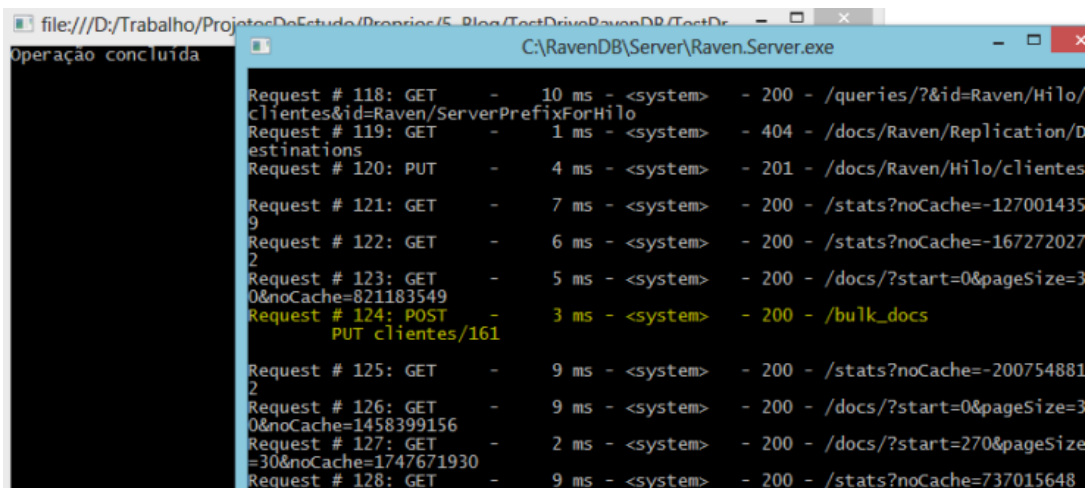 file:///D:/Trabalho/ProjetosDeEstudo/Proprios/5_Blog/TestDriveRavenDB/TestDr...
Operação concluída
C:\RavenDB\Server\Raven.Server.exe
Request # 118: GET - 10 ms - <system> - 200 - /queries/?&id=Raven/Hilo/
clientes&id=Raven/ServerPrefixForHilo
Request # 119: GET - 1 ms - <system> - 404 - /docs/Raven/Replication/D
estinations
Request # 120: PUT - 4 ms - <system> - 201 - /docs/Raven/Hilo/clientes
Request # 121: GET - 7 ms - <system> - 200 - /stats?noCache=-127001435
9
Request # 122: GET - 6 ms - <system> - 200 - /stats?noCache=-167272027
2
Request # 123: GET - 5 ms - <system> - 200 - /docs/?start=0&pageSize=3
0&noCache=821183549
Request # 124: POST - 3 ms - <system> - 200 - /bulk_docs
PUT clientes/161
Request # 125: GET - 9 ms - <system> - 200 - /stats?noCache=-200754881
2
Request # 126: GET - 9 ms - <system> - 200 - /docs/?start=0&pageSize=3
0&noCache=1458399156
Request # 127: GET - 2 ms - <system> - 200 - /docs/?start=270&pageSize
=30&noCache=1747671930
Request # 128: GET - 9 ms - <system> - 200 - /stats?noCache=737015648